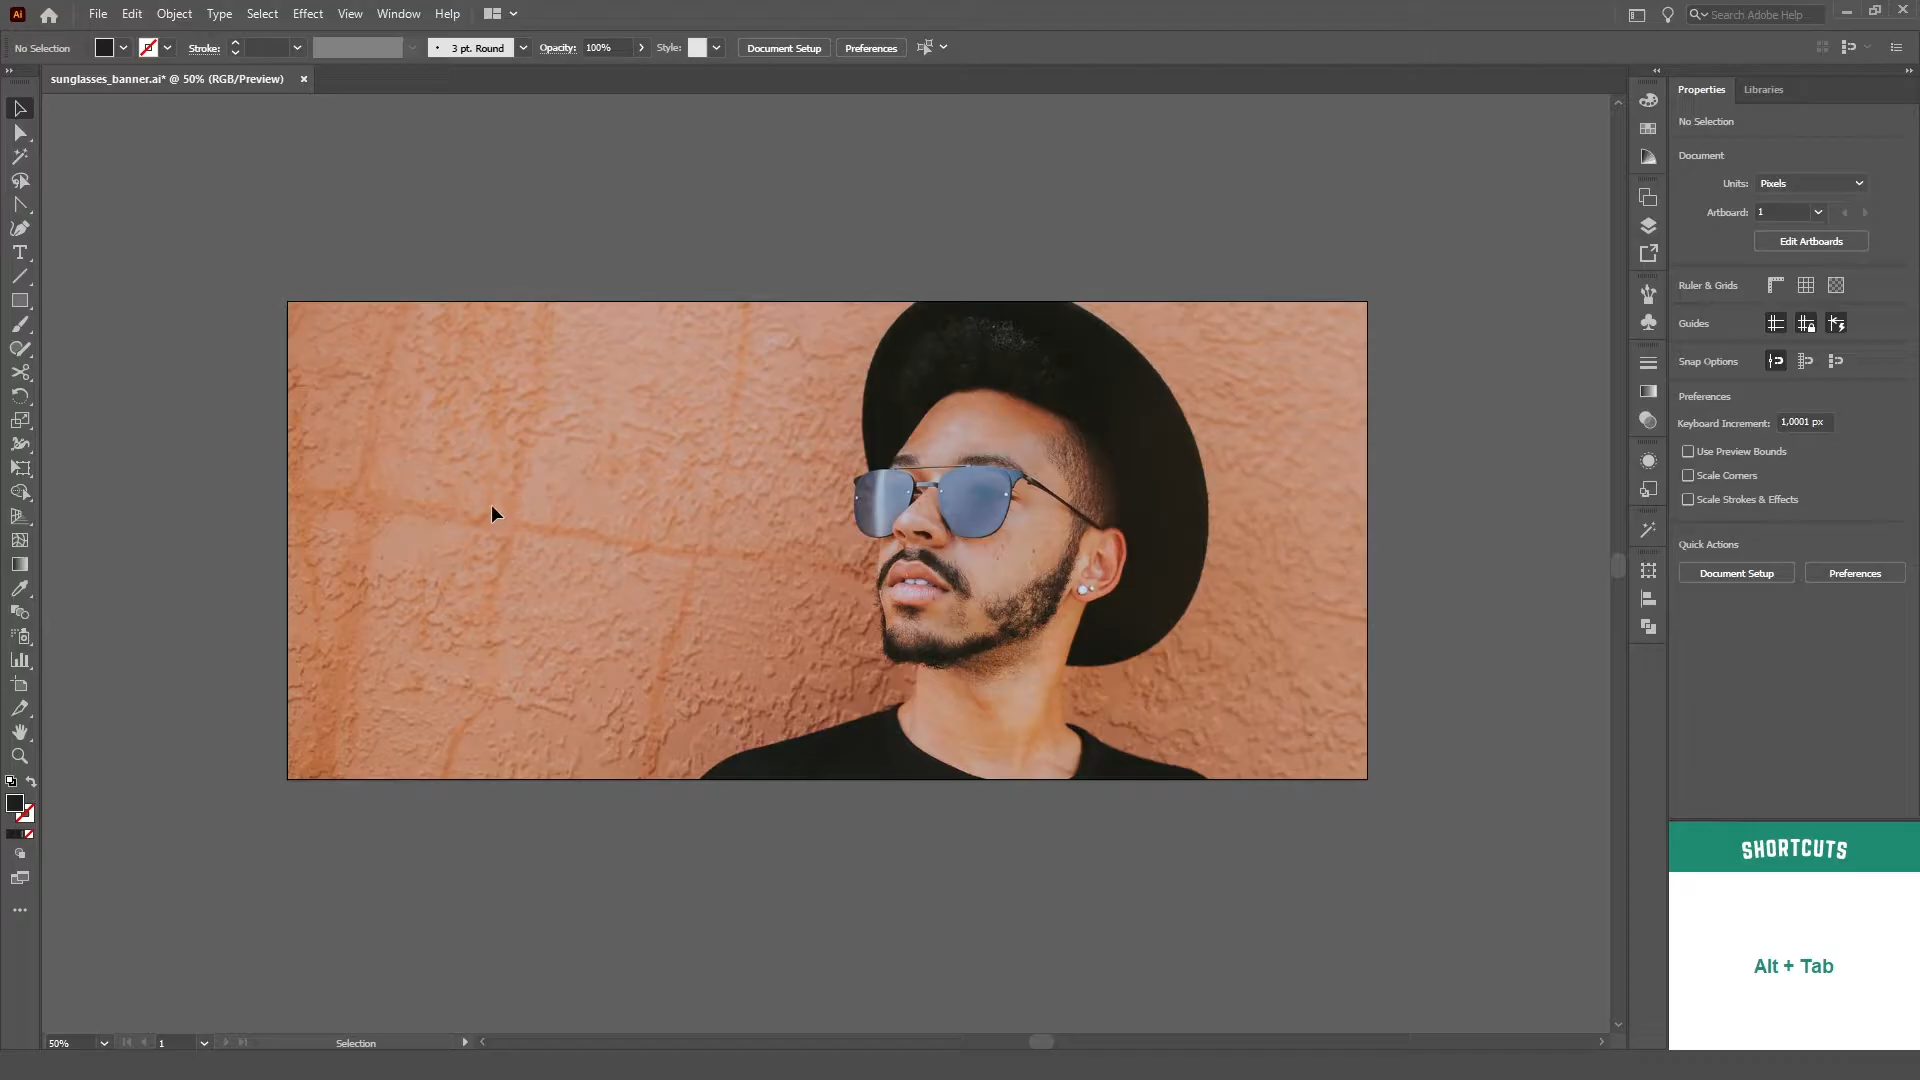 Ai File Edit Object Type Select Effect View Window Help Search Adobe Help
No Selection Stroke: 3 pt. Round Opacity: 100% Style: Document Setup Preferences
sunglasses_banner.ai* @ 50% (RGB/Preview)
Properties Libraries
No Selection
Document
Units: Pixels
Artboard: 1
Edit Artboards
Ruler & Grids
Guides
Snap Options
Preferences
Keyboard Increment: 1,0001 px
Use Preview Bounds
Scale Corners
Scale Strokes & Effects
Quick Actions
Document Setup Preferences
SHORTCUTS
Alt + Tab
50% 1 Selection